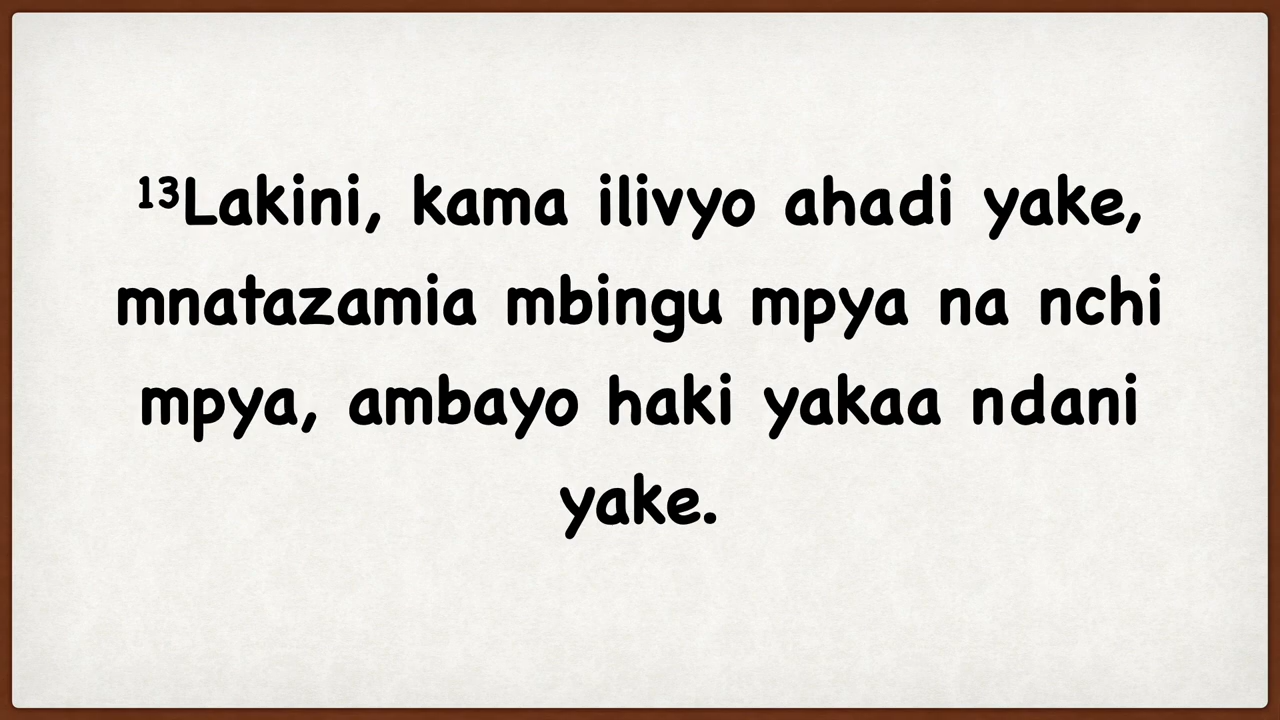 ¹³Lakini, kama ilivyo ahadi yake,
mnatazamia mbingu mpya na nchi
mpya, ambayo haki yakaa ndani
yake.